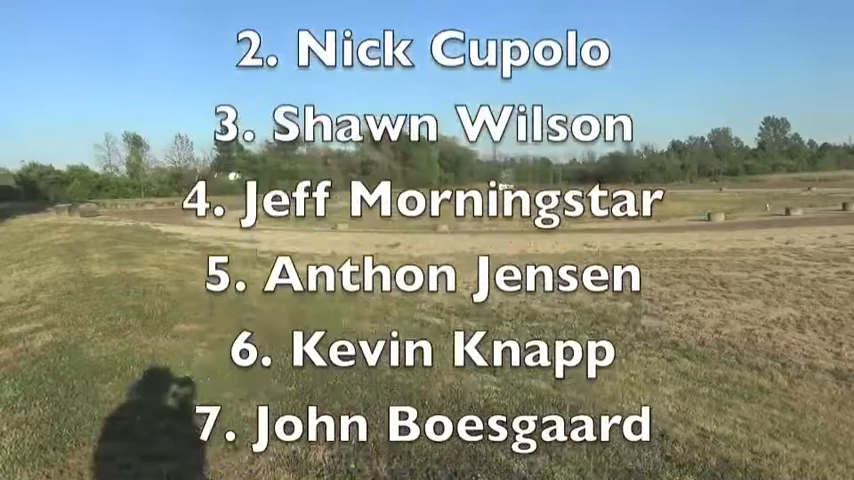 2. Nick Cupolo
3. Shawn Wilson
4. Jeff Morningstar
5. Anthon Jensen
6. Kevin Knapp
7. John Boesgaard